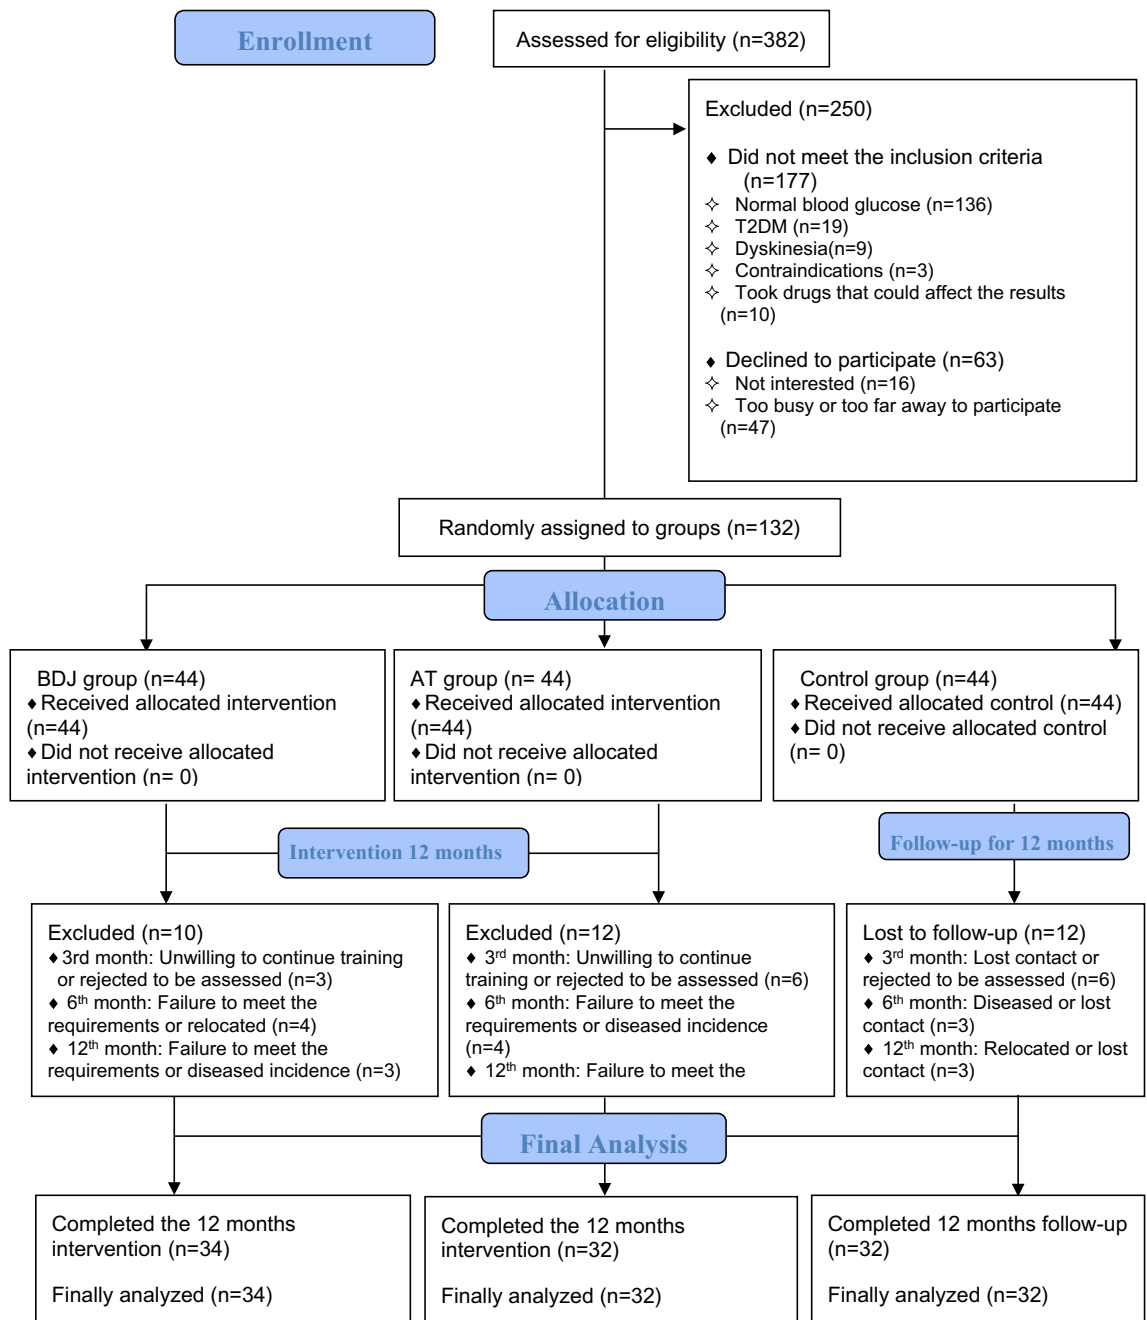 Enrollment
Assessed for eligibility (n=382)
Excluded (n=250)
♦ Did not meet the inclusion criteria
(n=177)
✧ Normal blood glucose (n=136)
✧ T2DM (n=19)
✧ Dyskinesia(n=9)
✧ Contraindications (n=3)
✧ Took drugs that could affect the results
(n=10)
♦ Declined to participate (n=63)
✧ Not interested (n=16)
✧ Too busy or too far away to participate
(n=47)
Randomly assigned to groups (n=132)
Allocation
BDJ group (n=44)
♦ Received allocated intervention
(n=44)
♦ Did not receive allocated
intervention (n= 0)
AT group (n= 44)
♦ Received allocated intervention
(n=44)
♦ Did not receive allocated
intervention (n= 0)
Control group (n=44)
♦ Received allocated control (n=44)
♦ Did not receive allocated control
(n= 0)
Intervention 12 months
Follow-up for 12 months
Excluded (n=10)
♦ 3rd month: Unwilling to continue training
or rejected to be assessed (n=3)
♦ 6th month: Failure to meet the
requirements or relocated (n=4)
♦ 12th month: Failure to meet the
requirements or diseased incidence (n=3)
Excluded (n=12)
♦ 3rd month: Unwilling to continue
training or rejected to be assessed (n=6)
♦ 6th month: Failure to meet the
requirements or diseased incidence
(n=4)
♦ 12th month: Failure to meet the
Lost to follow-up (n=12)
♦ 3rd month: Lost contact or
rejected to be assessed (n=6)
♦ 6th month: Diseased or lost
contact (n=3)
♦ 12th month: Relocated or lost
contact (n=3)
Final Analysis
Completed the 12 months
intervention (n=34)
Finally analyzed (n=34)
Completed the 12 months
intervention (n=32)
Finally analyzed (n=32)
Completed 12 months follow-up
(n=32)
Finally analyzed (n=32)